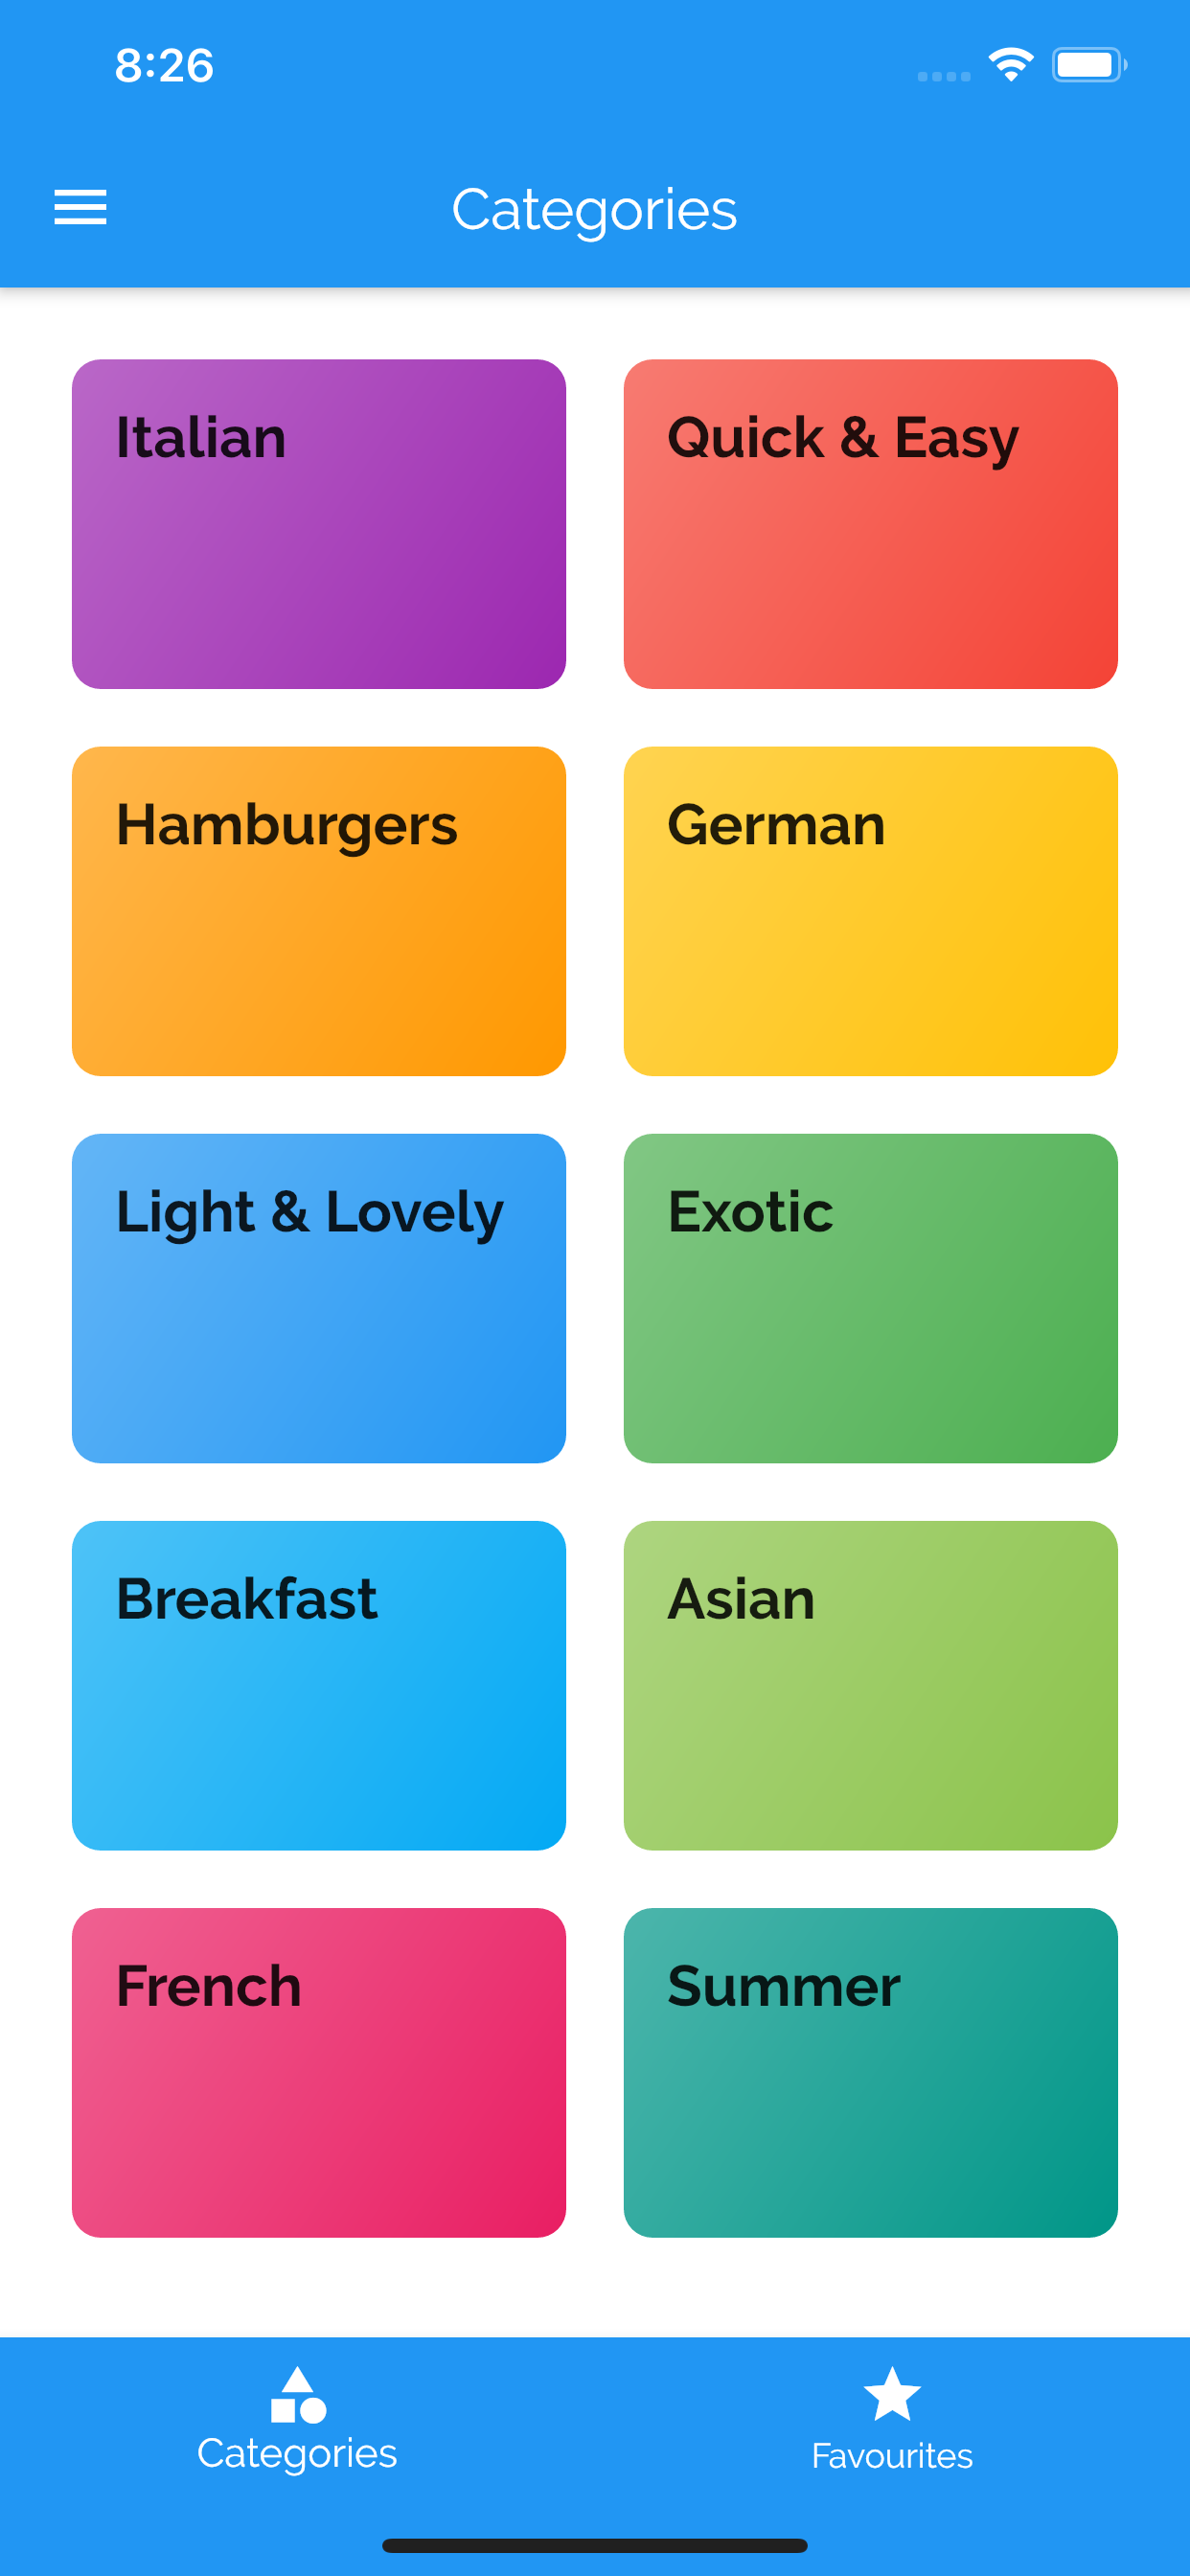 8:26
Categories
Italian
Quick & Easy
Hamburgers
German
Light & Lovely
Exotic
Breakfast
Asian
French
Summer
Categories
Favourites